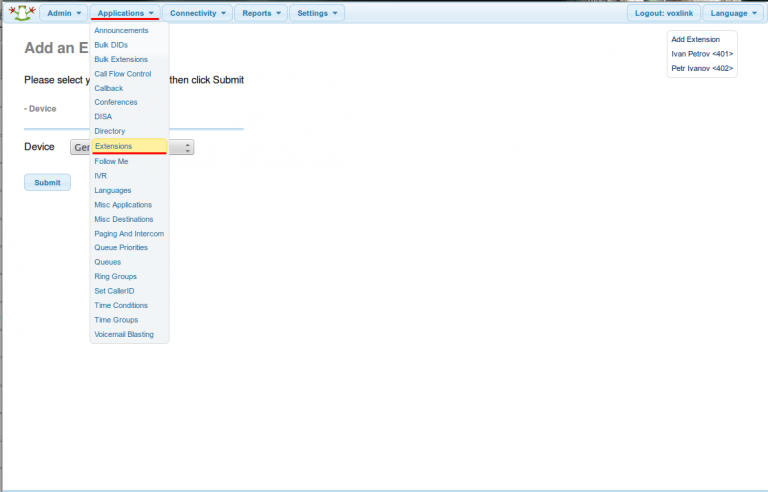 Admin
Applications
Connectivity
Reports
Settings
Logout: voxlink
Language
Add an E
Please select y
then click Submit
- Device
Device
Ger
Submit
Announcements
Bulk DIDs
Bulk Extensions
Call Flow Control
Callback
Conferences
DISA
Directory
Extensions
Follow Me
IVR
Languages
Misc Applications
Misc Destinations
Paging And Intercom
Queue Priorities
Queues
Ring Groups
Set CallerID
Time Conditions
Time Groups
Voicemail Blasting
Add Extension
Ivan Petrov <401>
Petr Ivanov <402>